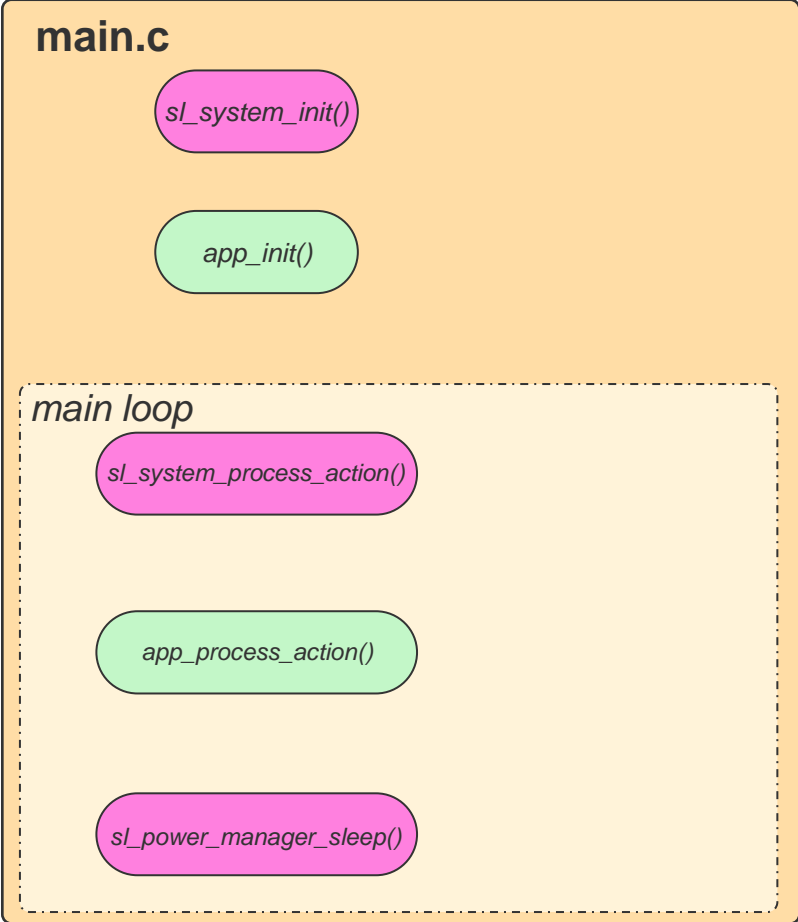 main.c
sl_system_init()
app_init()
main loop
sl_system_process_action()
app_process_action()
sl_power_manager_sleep()